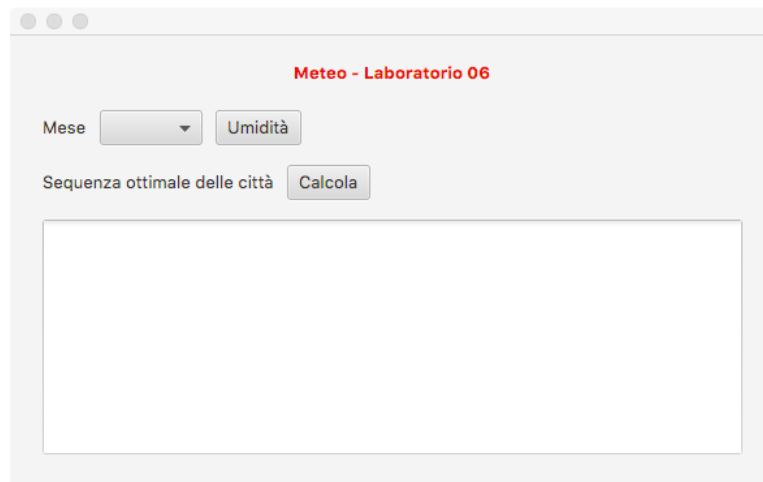 Meteo - Laboratorio 06
Mese Umidità
Sequenza ottimale delle città Calcola